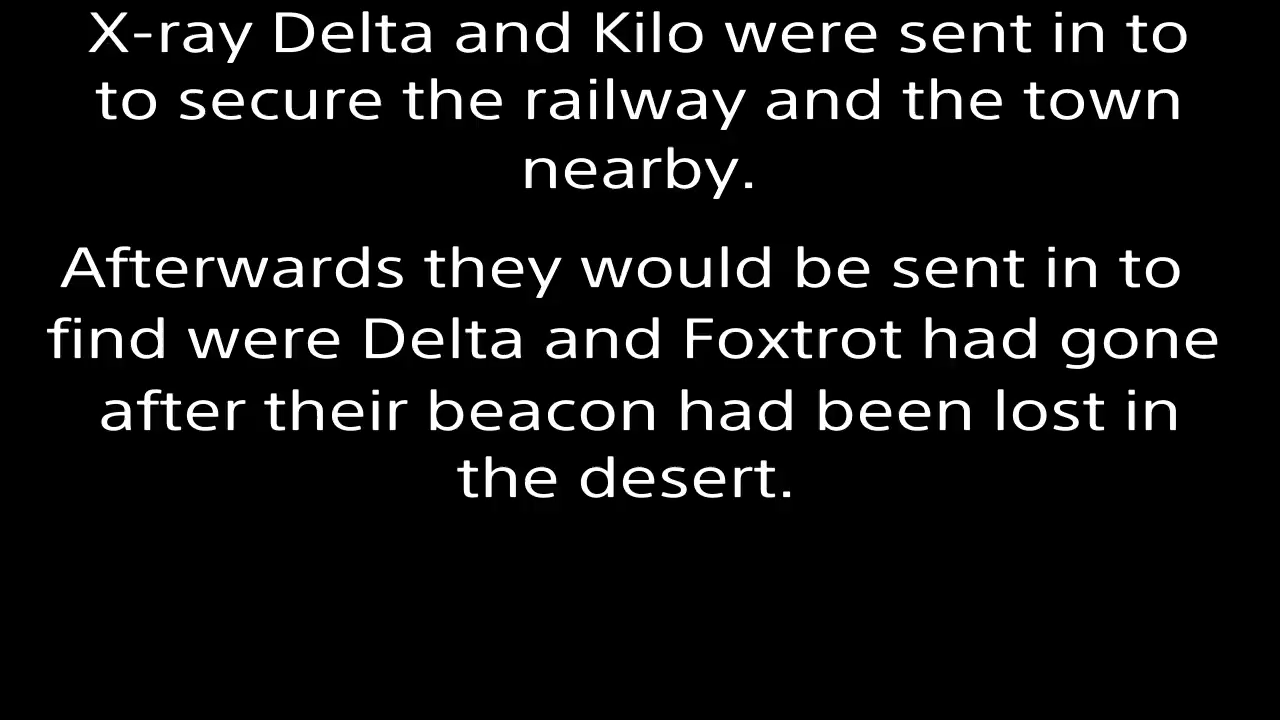 X-ray Delta and Kilo were sent in to
to secure the railway and the town
nearby.
Afterwards they would be sent in to
find were Delta and Foxtrot had gone
after their beacon had been lost in
the desert.